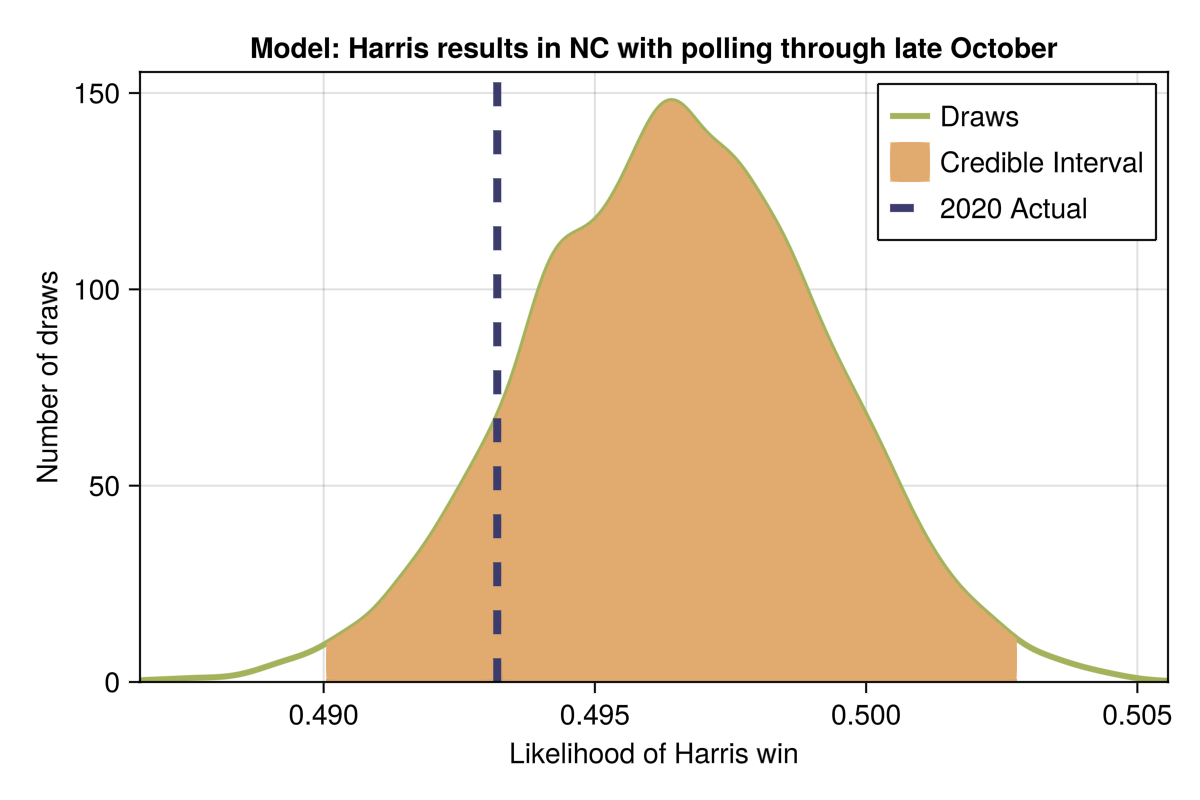 Model: Harris results in NC with polling through late October
150
100
50
0
Number of draws
Draws
Credible Interval
2020 Actual
0.490
0.495
0.500
0.505
Likelihood of Harris win